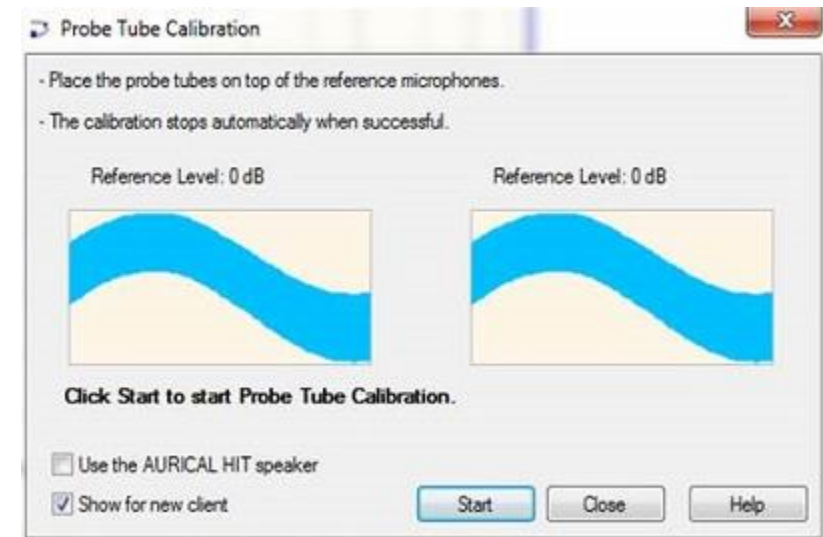 Probe Tube Calibration
- Place the probe tubes on top of the reference microphones.
- The calibration stops automatically when successful.
Reference Level: 0 dB Reference Level: 0 dB
Click Start to start Probe Tube Calibration.
Use the AURICAL HIT speaker
Show for new client Start Close Help